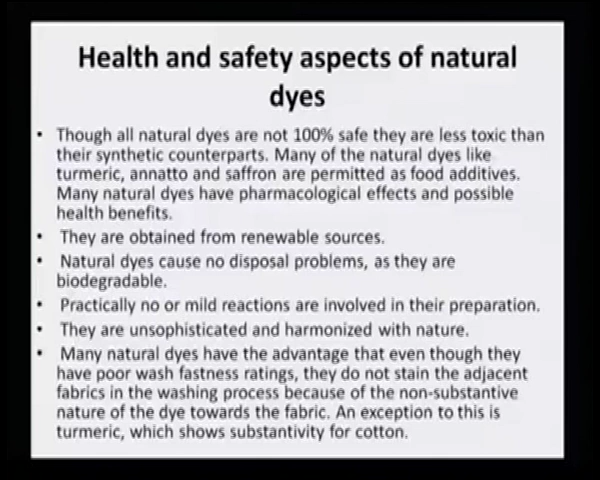 Health and safety aspects of natural
dyes
• Though all natural dyes are not 100% safe they are less toxic than
their synthetic counterparts. Many of the natural dyes like
turmeric, annatto and saffron are permitted as food additives.
Many natural dyes have pharmacological effects and possible
health benefits.
• They are obtained from renewable sources.
• Natural dyes cause no disposal problems, as they are
biodegradable.
• Practically no or mild reactions are involved in their preparation.
• They are unsophisticated and harmonized with nature.
• Many natural dyes have the advantage that even though they
have poor wash fastness ratings, they do not stain the adjacent
fabrics in the washing process because of the non-substantive
nature of the dye towards the fabric. An exception to this is
turmeric, which shows substantivity for cotton.